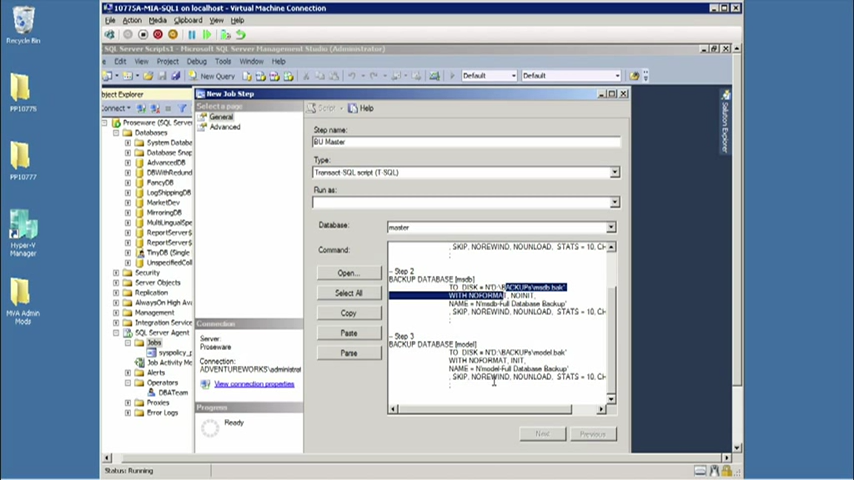 10775A-MIA-SQL1 on localhost - Virtual Machine Connection
File Action Media Clipboard View Help
SQL Server Scripts1 - Microsoft SQL Server Management Studio (Administrator)
Edit View Project Debug Tools Window Help
New Query
Default
Default
Object Explorer
Connect
Proseware (SQL Server
Databases
System Databa
Database Snap
AdvancedDB
DBWithRedund
FancyDB
LogShippingDB
MarketDev
MirroringDB
MultiLingualSpe
ReportServer$
ReportServer$
TinyDB (Single
UnspecifiedColl
Security
Server Objects
Replication
AlwaysOn High Avail
Management
Integration Service
SQL Server Agent
Jobs
syspolicy_p
Job Activity Mo
Alerts
Operators
DBATeam
Proxies
Error Logs
New Job Step
Select a page
General
Advanced
Script
Help
Step name:
BU Master
Type:
Transact-SQL script (T-SQL)
Run as:
Database:
master
Command:
Open...
Select All
Copy
Paste
Parse
, SKIP, NOREWIND, NOUNLOAD, STATS = 10, CH
;
-- Step 2
BACKUP DATABASE [msdb]
TO DISK = N'D:\BACKUPs\msdb.bak'
WITH NOFORMAT, NOINIT,
NAME = N'msdb-Full Database Backup'
, SKIP, NOREWIND, NOUNLOAD, STATS = 10, CH
;
-- Step 3
BACKUP DATABASE [model]
TO DISK = N'D:\BACKUPs\model.bak'
WITH NOFORMAT, INIT,
NAME = N'model-Full Database Backup'
, SKIP, NOREWIND, NOUNLOAD, STATS = 10, CH
;
Connection
Server:
Proseware
Connection:
ADVENTUREWORKS\administrat
View connection properties
Progress
Ready
Next
Previous
Solution Explorer
Status: Running
Recycle Bin
PP10775
PP10777
Hyper-V
Manager
MVA Admin
Mods